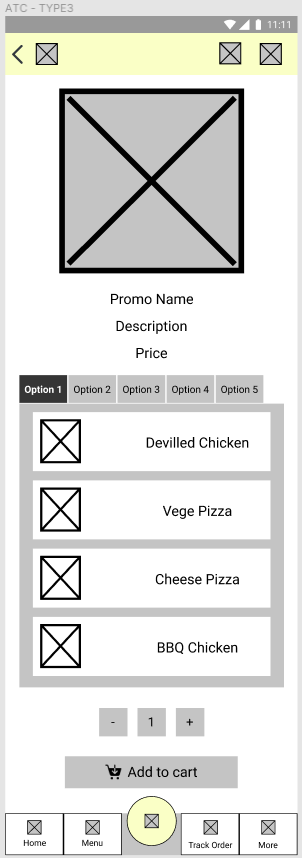 ATC - TYPE3
11:11
Promo Name
Description
Price
Option 1 Option 2 Option 3 Option 4 Option 5
Devilled Chicken
Vege Pizza
Cheese Pizza
BBQ Chicken
- 1 +
Add to cart
Home Menu Track Order More